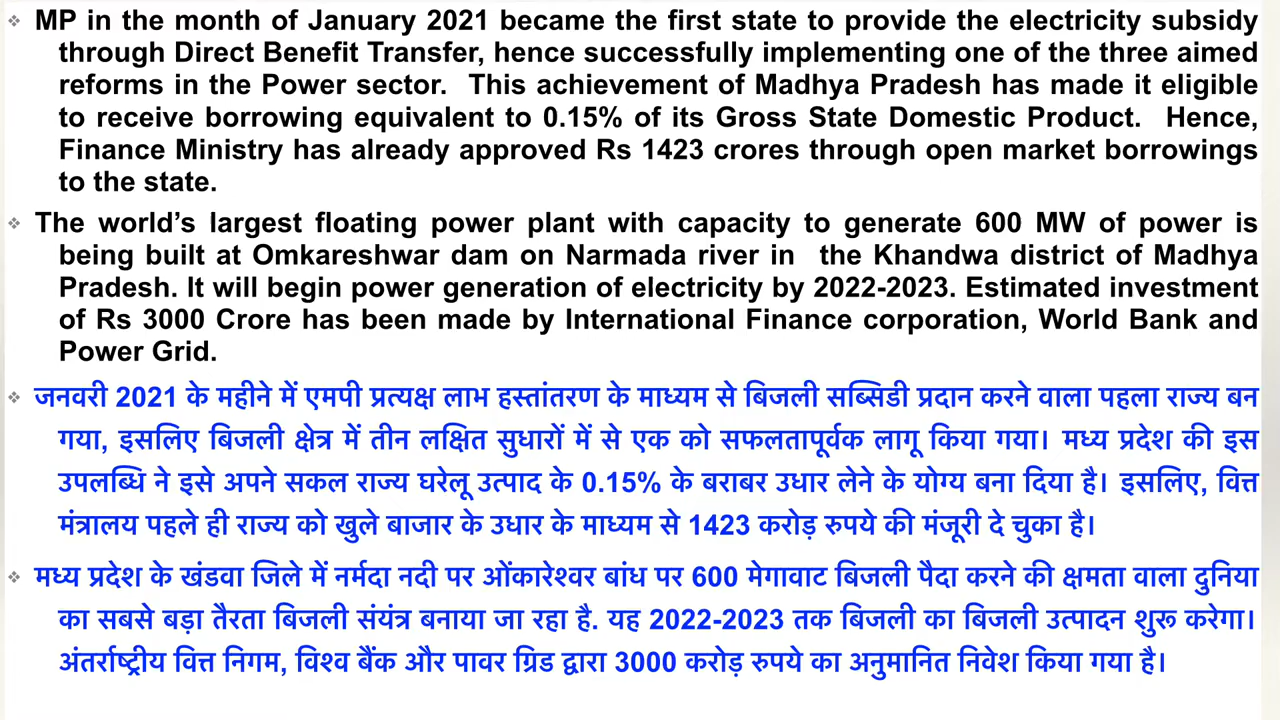 MP in the month of January 2021 became the first state to provide the electricity subsidy
through Direct Benefit Transfer, hence successfully implementing one of the three aimed
reforms in the Power sector. This achievement of Madhya Pradesh has made it eligible
to receive borrowing equivalent to 0.15% of its Gross State Domestic Product. Hence,
Finance Ministry has already approved Rs 1423 crores through open market borrowings
to the state.
The world’s largest floating power plant with capacity to generate 600 MW of power is
being built at Omkareshwar dam on Narmada river in the Khandwa district of Madhya
Pradesh. It will begin power generation of electricity by 2022-2023. Estimated investment
of Rs 3000 Crore has been made by International Finance corporation, World Bank and
Power Grid.
जनवरी 2021 के महीने में एमपी प्रत्यक्ष लाभ हस्तांतरण के माध्यम से बिजली सब्सिडी प्रदान करने वाला पहला राज्य बन
गया, इसलिए बिजली क्षेत्र में तीन लक्षित सुधारों में से एक को सफलतापूर्वक लागू किया गया। मध्य प्रदेश की इस
उपलब्धि ने इसे अपने सकल राज्य घरेलू उत्पाद के 0.15% के बराबर उधार लेने के योग्य बना दिया है। इसलिए, वित्त
मंत्रालय पहले ही राज्य को खुले बाजार के उधार के माध्यम से 1423 करोड़ रुपये की मंजूरी दे चुका है।
मध्य प्रदेश के खंडवा जिले में नर्मदा नदी पर ओंकारेश्वर बांध पर 600 मेगावाट बिजली पैदा करने की क्षमता वाला दुनिया
का सबसे बड़ा तैरता बिजली संयंत्र बनाया जा रहा है. यह 2022-2023 तक बिजली का बिजली उत्पादन शुरू करेगा।
अंतर्राष्ट्रीय वित्त निगम, विश्व बैंक और पावर ग्रिड द्वारा 3000 करोड़ रुपये का अनुमानित निवेश किया गया है।